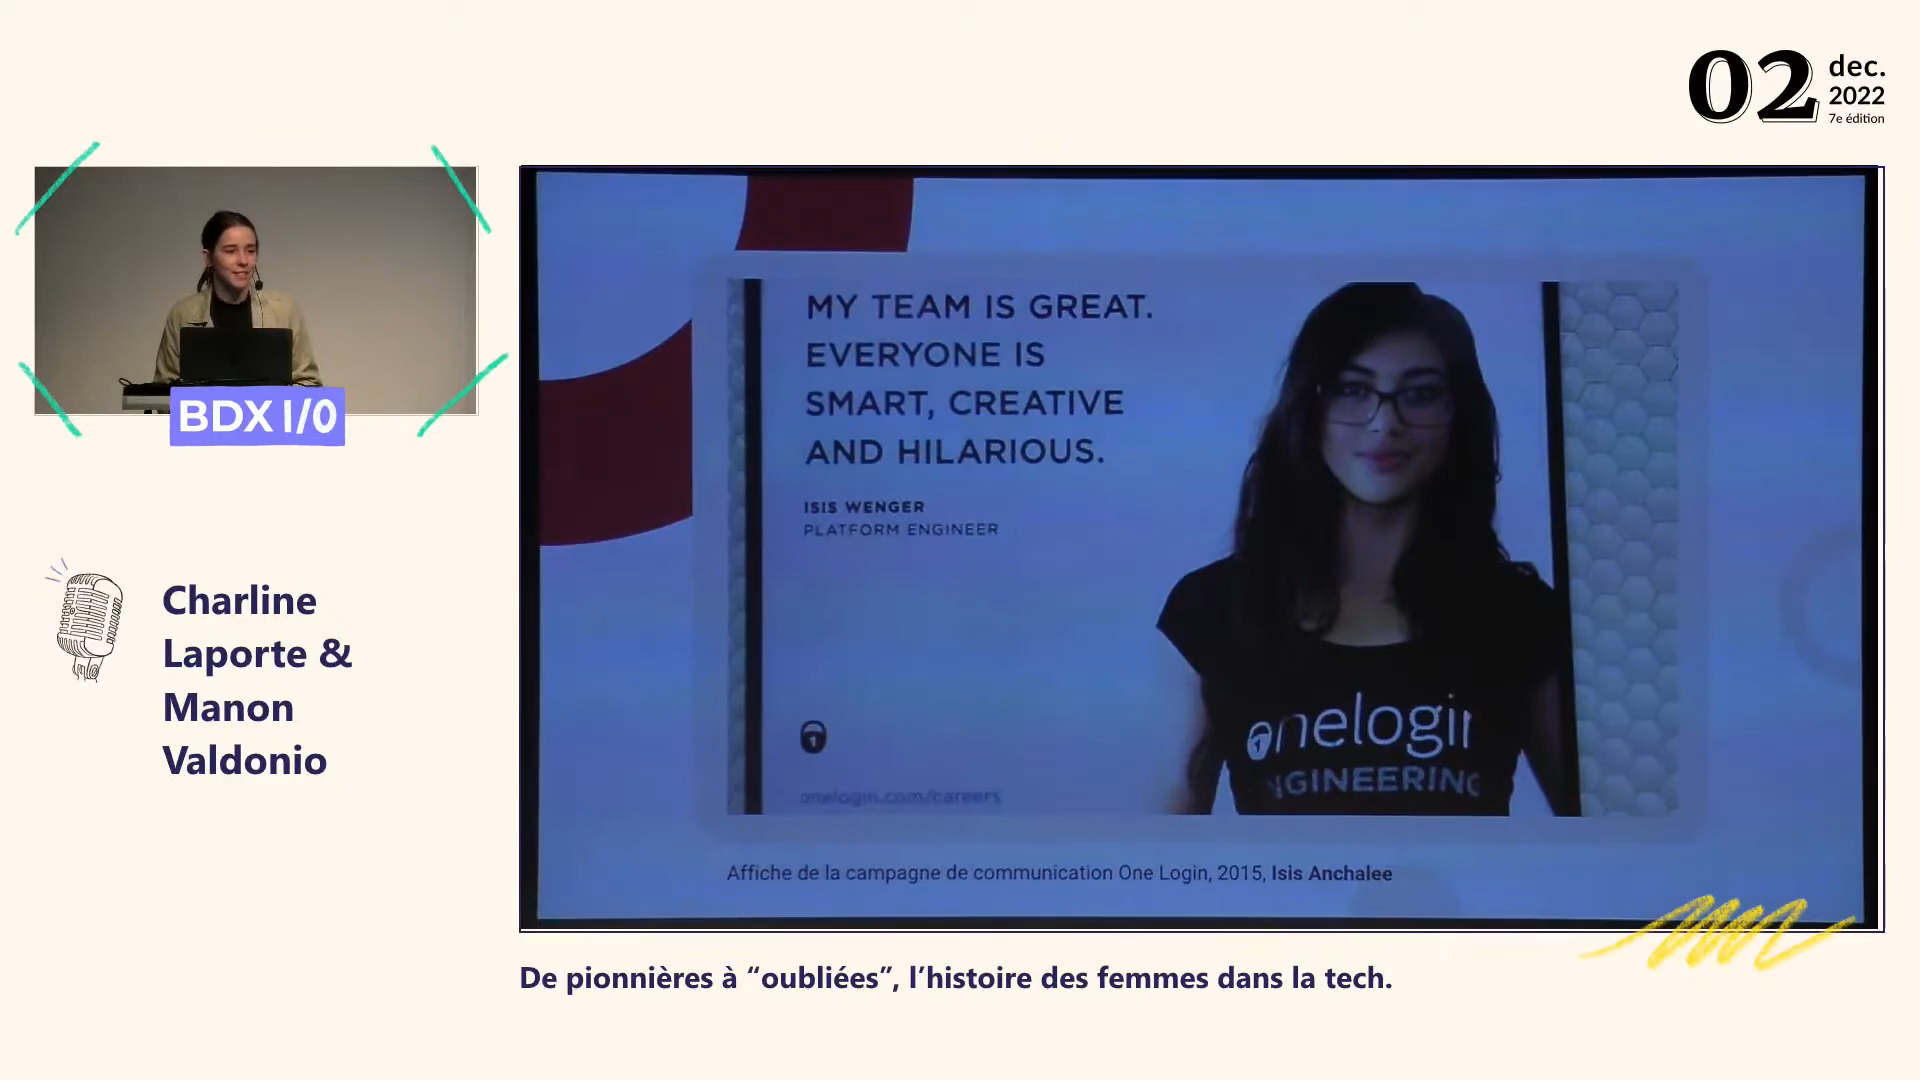 02
dec.
2022
7e édition
BDX I/O
Charline
Laporte &
Manon
Valdonio
MY TEAM IS GREAT.
EVERYONE IS
SMART, CREATIVE
AND HILARIOUS.
ISIS WENGER
PLATFORM ENGINEER
1
onelogin.com/careers
onelogin
ENGINEERING
Affiche de la campagne de communication One Login, 2015, Isis Anchalee
De pionnières à “oubliées”, l’histoire des femmes dans la tech.